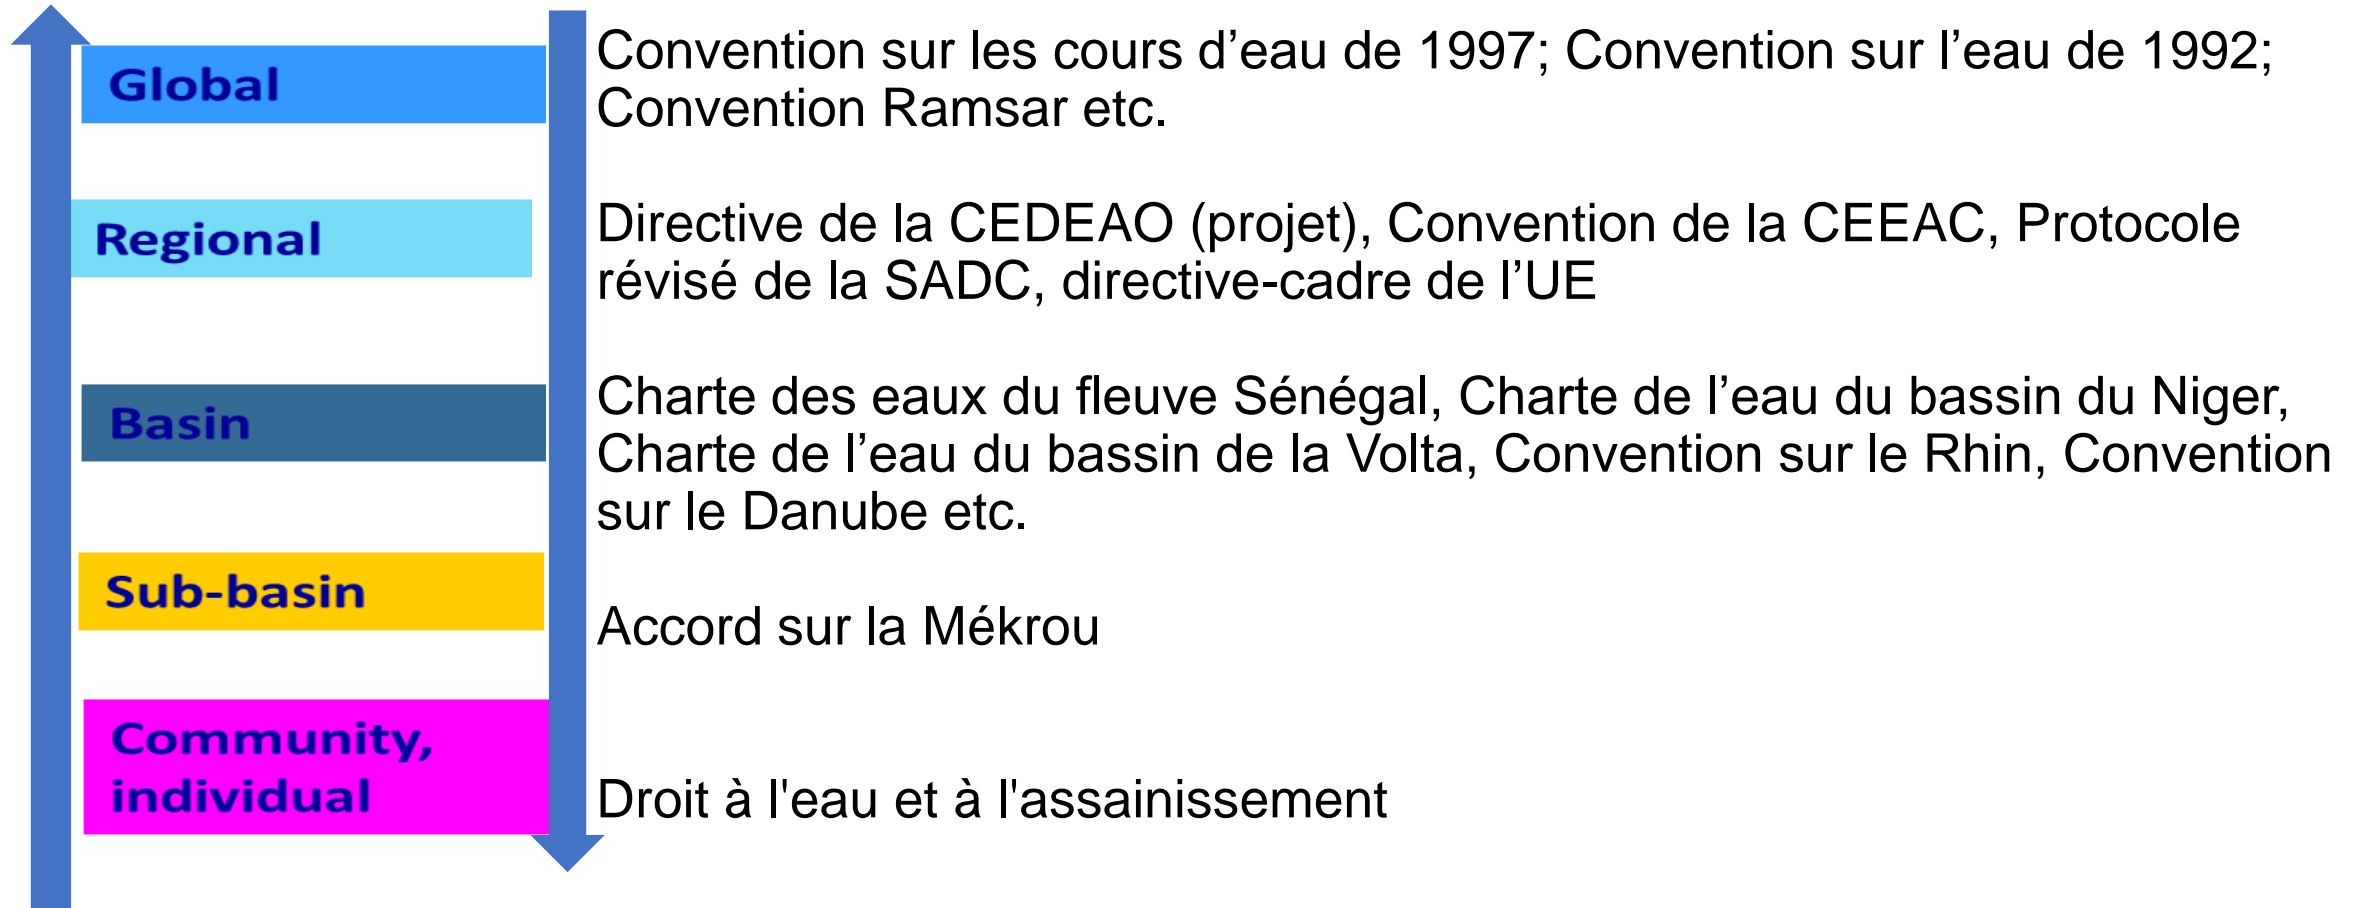 Global
Convention sur les cours d’eau de 1997; Convention sur l’eau de 1992;
Convention Ramsar etc.
Regional
Directive de la CEDEAO (projet), Convention de la CEEAC, Protocole
révisé de la SADC, directive-cadre de l’UE
Basin
Charte des eaux du fleuve Sénégal, Charte de l’eau du bassin du Niger,
Charte de l’eau du bassin de la Volta, Convention sur le Rhin, Convention
sur le Danube etc.
Sub-basin
Accord sur la Mékrou
Community,
individual
Droit à l'eau et à l'assainissement